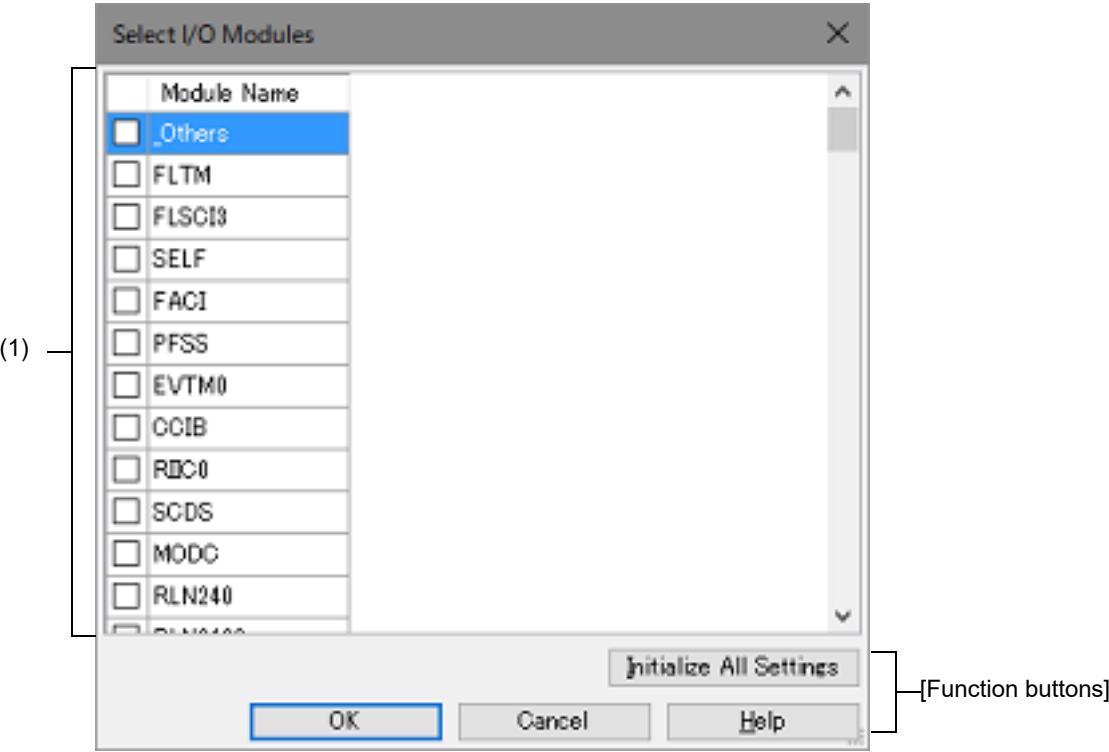 Select I/O Modules
Module Name
_Others
FLTM
FLSCI3
SELF
FACI
PFSS
(1)
EVTM0
CCIB
RIIC0
SCDS
MODC
RLN240
Initialize All Settings
[Function buttons]
OK Cancel Help